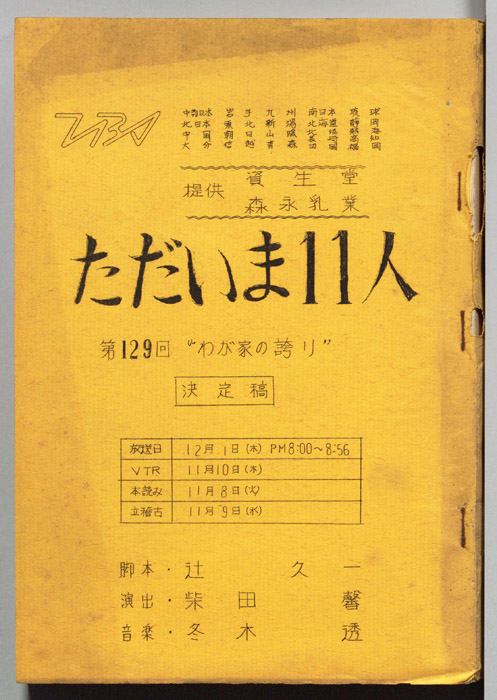 TBS
提供 資生堂
森永乳業
ただいま11人
第129回 “わが家の誇り”
決定稿
放送日 12月1日(木) PM8:00~8:56
VTR 11月10日(木)
本読み 11月8日(火)
立稽古 11月9日(水)
脚本・辻 久一
演出・柴田 馨
音楽・冬木 透